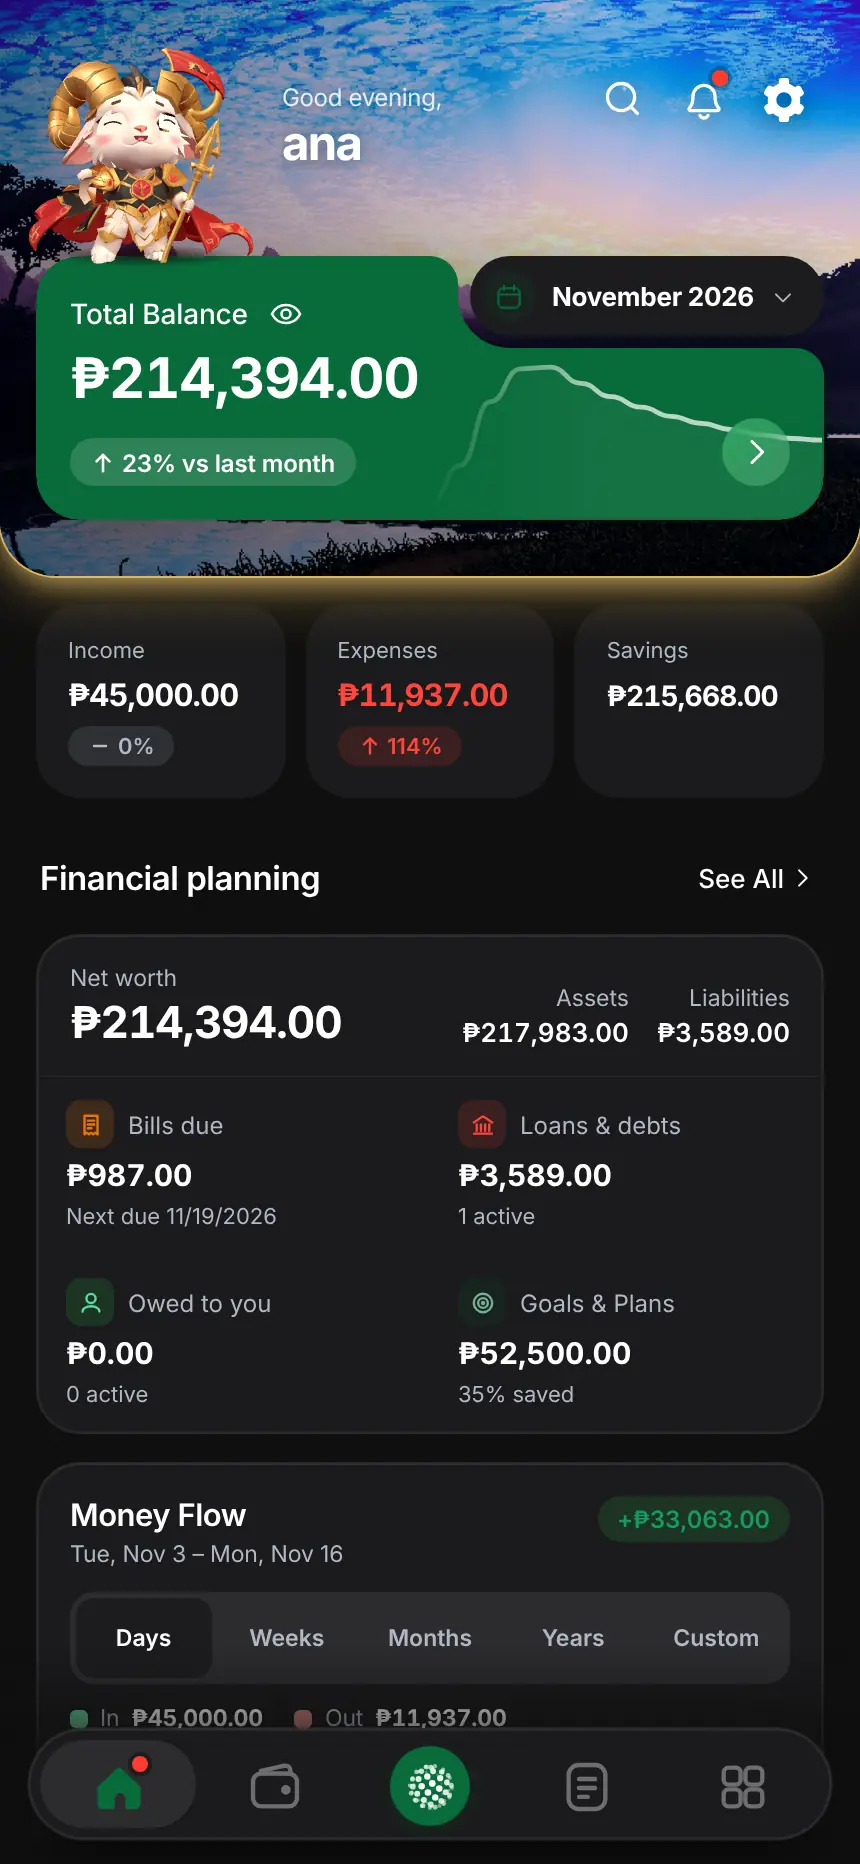 Good evening,
ana
Total Balance
November 2026
₱214,394.00
↑ 23% vs last month
Income
Expenses
Savings
₱45,000.00
₱11,937.00
₱215,668.00
– 0%
↑ 114%
Financial planning
See All >
Net worth
₱214,394.00
Assets
Liabilities
₱217,983.00
₱3,589.00
Bills due
₱987.00
Next due 11/19/2026
Loans & debts
₱3,589.00
1 active
Owed to you
₱0.00
0 active
Goals & Plans
₱52,500.00
35% saved
Money Flow
+₱33,063.00
Tue, Nov 3 – Mon, Nov 16
Days
Weeks
Months
Years
Custom
In ₱45,000.00
Out ₱11,937.00